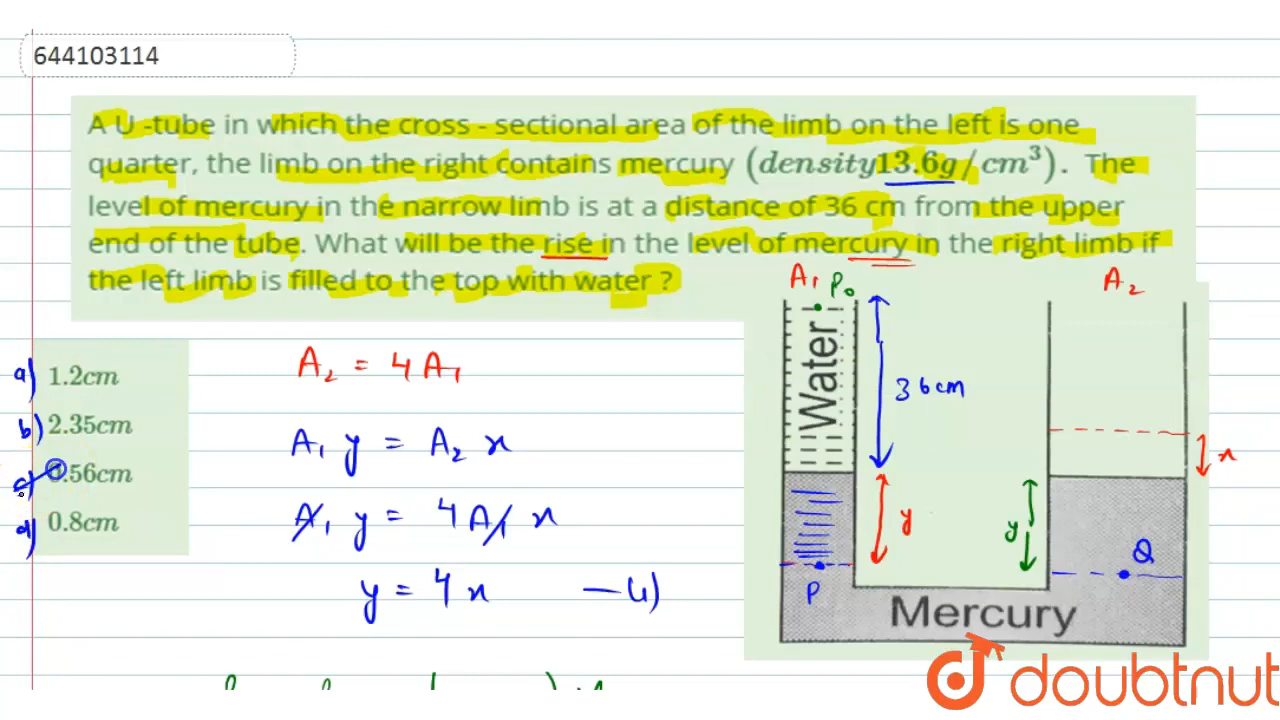 644103114
A U -tube in which the cross - sectional area of the limb on the left is one
quarter, the limb on the right contains mercury (density13.6g/cm³). The
level of mercury in the narrow limb is at a distance of 36 cm from the upper
end of the tube. What will be the rise in the level of mercury in the right limb if
the left limb is filled to the top with water ?
a) 1.2cm
b) 2.35cm
c) 0.56cm
d) 0.8cm
A₂ = 4A₁
A₁ y = A₂ x
A₁ y = 4A₁ x
y = 4x
A₁
P₀
A₂
Water
36cm
x
y
y
P
Q
Mercury
doubtnut